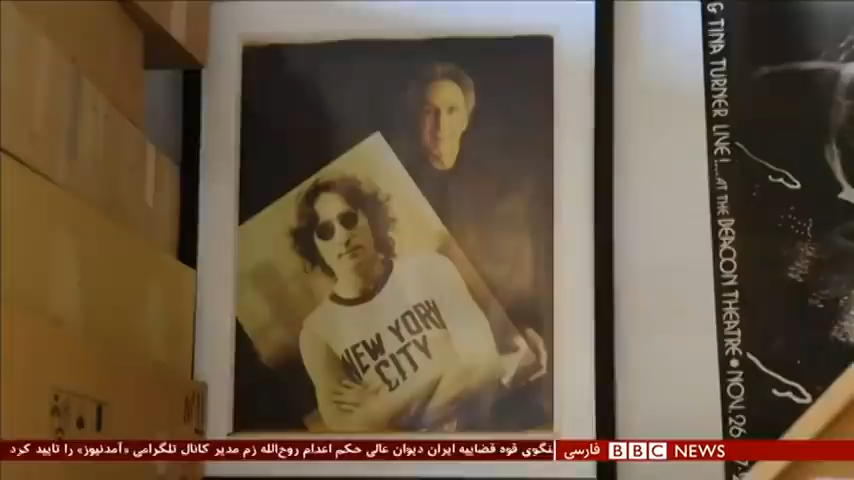 G TINA TURNER LIVE!....AT THE BEACON THEATRE • NOV. 26
NEW YORK
CITY
نگوی قوه قضاییه ایران دیوان عالی حکم اعدام روح‌الله زم مدیر کانال تلگرامی «آمدنیوز» را تایید کرد
فارسی BBC NEWS